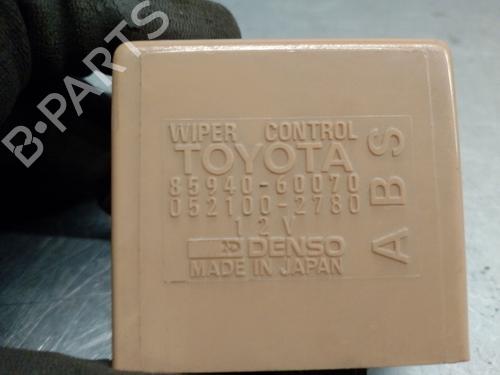 WIPER CONTROL
TOYOTA
85940-60070
052100-2780
12V
DENSO
MADE IN JAPAN
ABS
B-PARTS